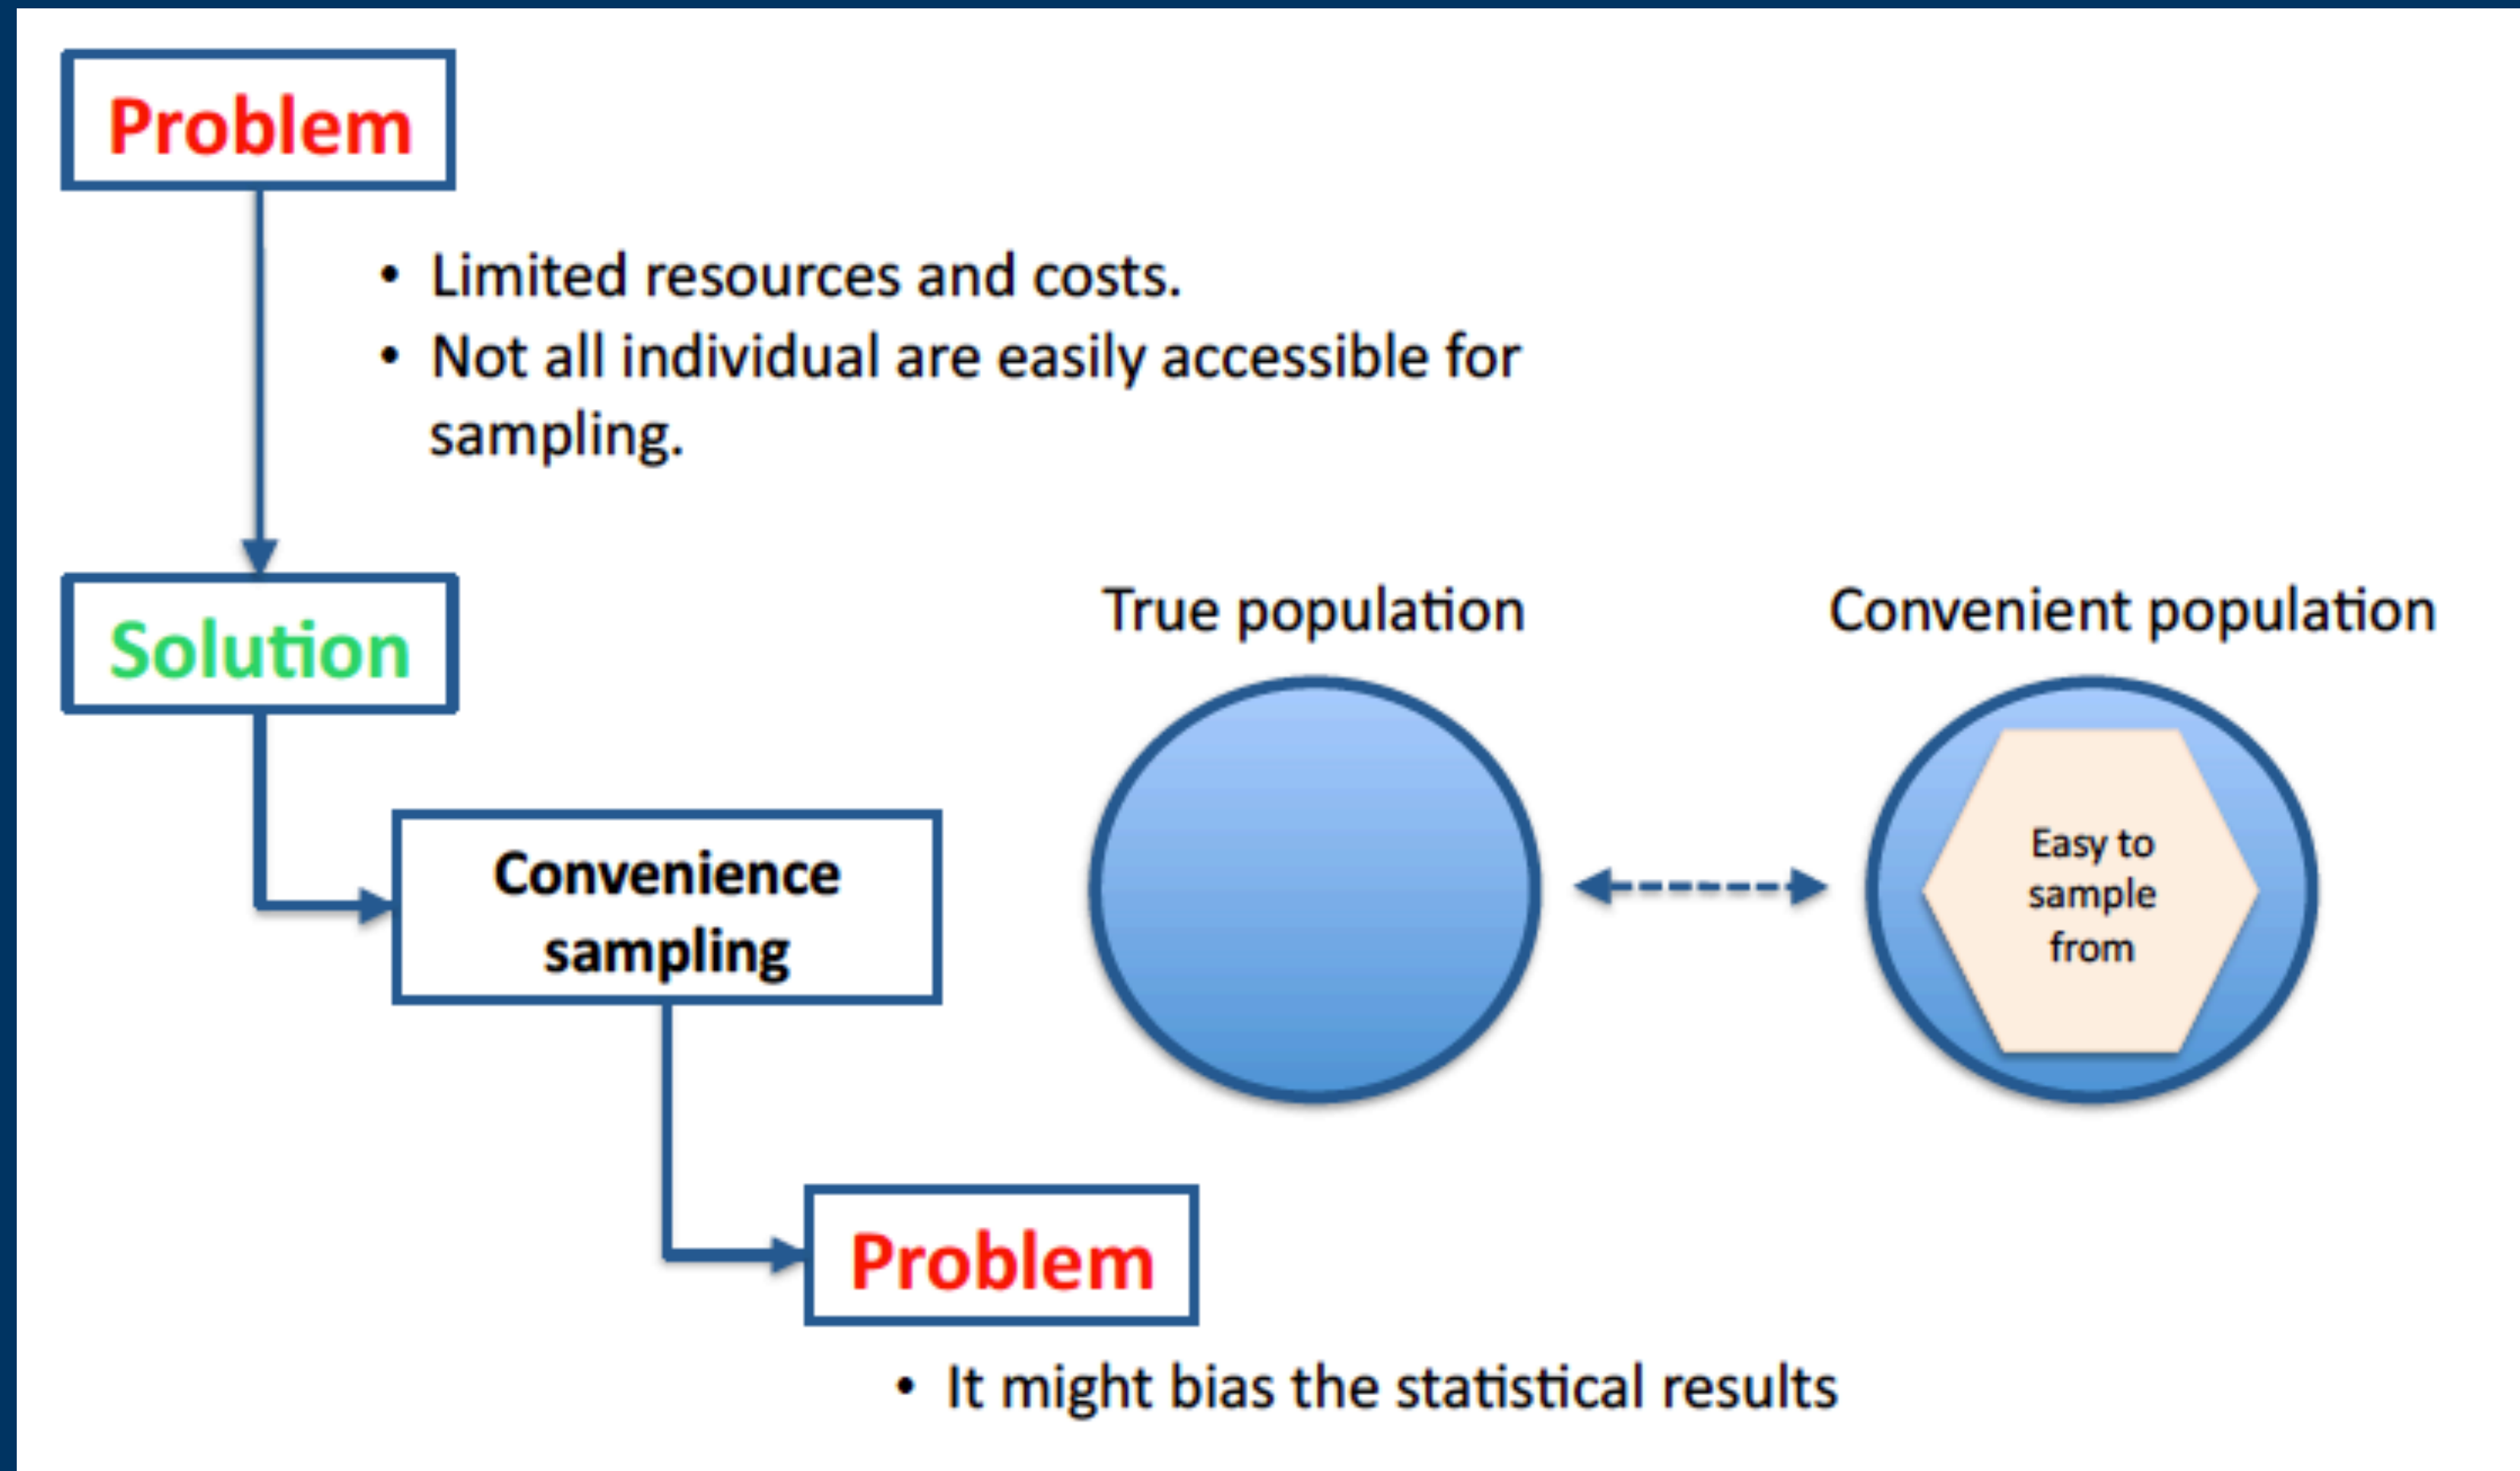 Problem
• Limited resources and costs.
• Not all individual are easily accessible for
sampling.
Solution
True population
Convenient population
Convenience
sampling
Easy to
sample
from
Problem
• It might bias the statistical results